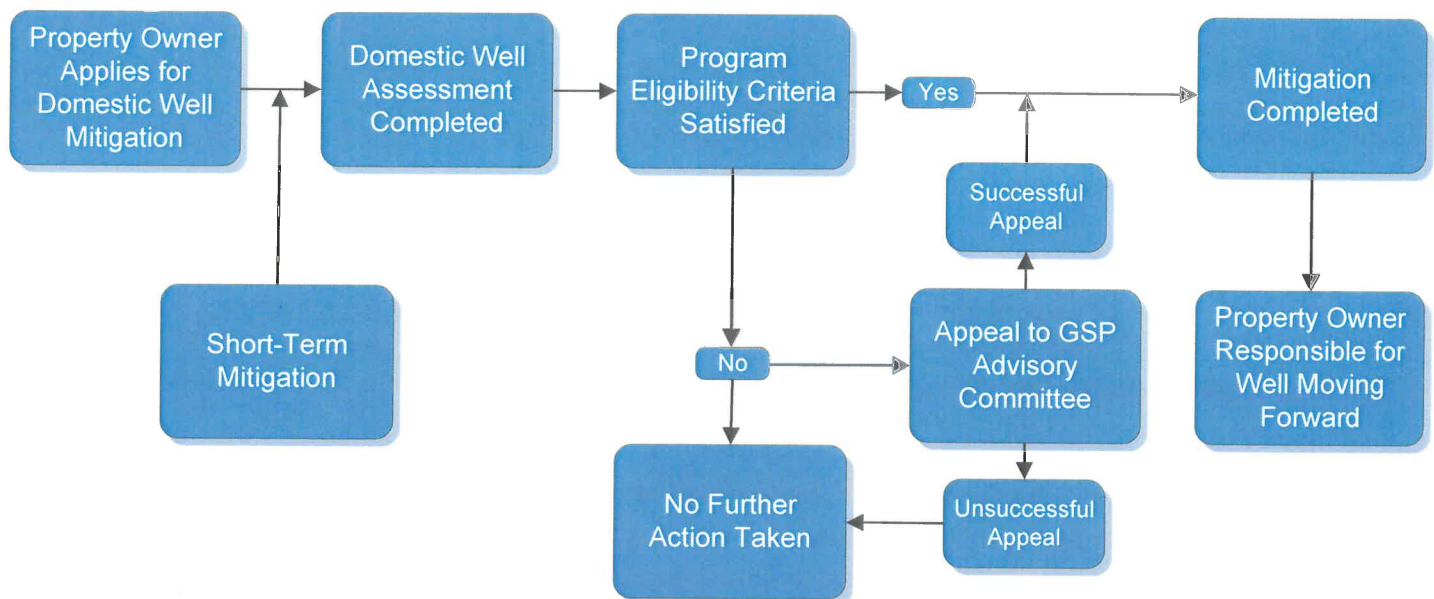 Property Owner
Applies for
Domestic Well
Mitigation
Domestic Well
Assessment
Completed
Program
Eligibility Criteria
Satisfied
Yes
Mitigation
Completed
Successful
Appeal
Short-Term
Mitigation
No
Appeal to GSP
Advisory
Committee
Property Owner
Responsible for
Well Moving
Forward
No Further
Action Taken
Unsuccessful
Appeal